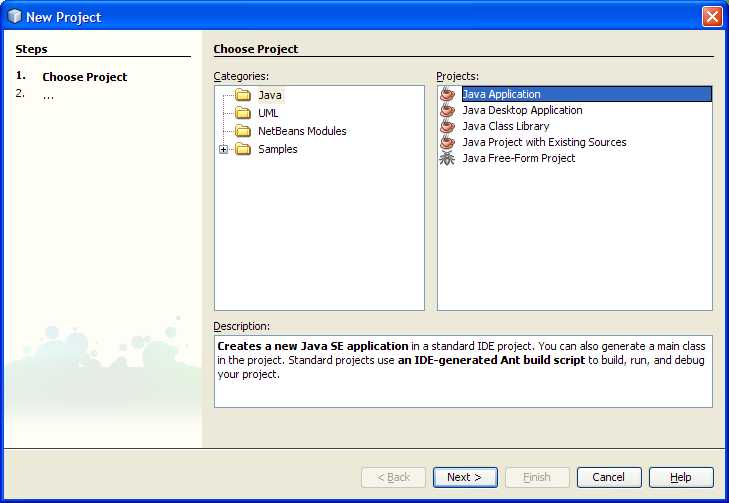 New Project
Steps
1. Choose Project
2. ...
Choose Project
Categories:
Java
UML
NetBeans Modules
Samples
Projects:
Java Application
Java Desktop Application
Java Class Library
Java Project with Existing Sources
Java Free-Form Project
Description:
Creates a new Java SE application in a standard IDE project. You can also generate a main class
in the project. Standard projects use an IDE-generated Ant build script to build, run, and debug
your project.
< Back
Next >
Finish
Cancel
Help